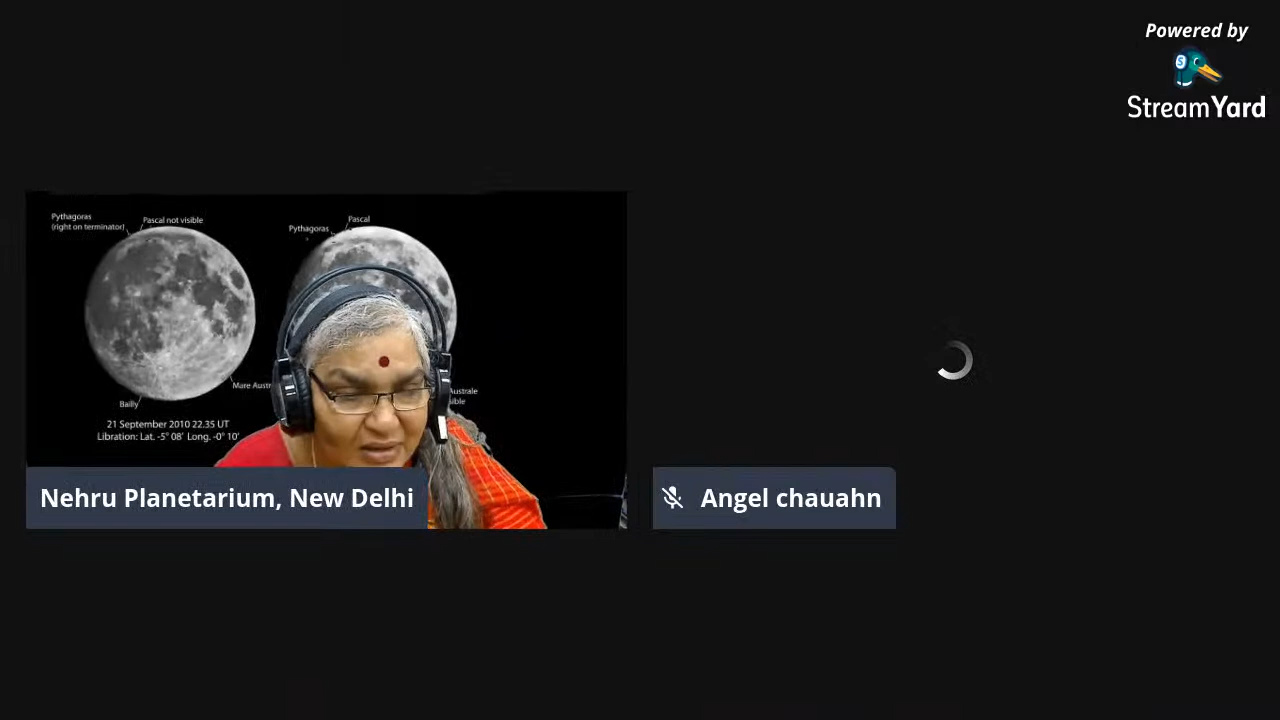 Powered by
StreamYard
Pythagoras
(right on terminator)
Pascal not visible
Pascal
Pythagoras
Mare Austr
Bailly
Australe
ible
21 September 2010 22.35 UT
Libration: Lat. -5° 08' Long. -0° 10'
Nehru Planetarium, New Delhi
Angel chauahn